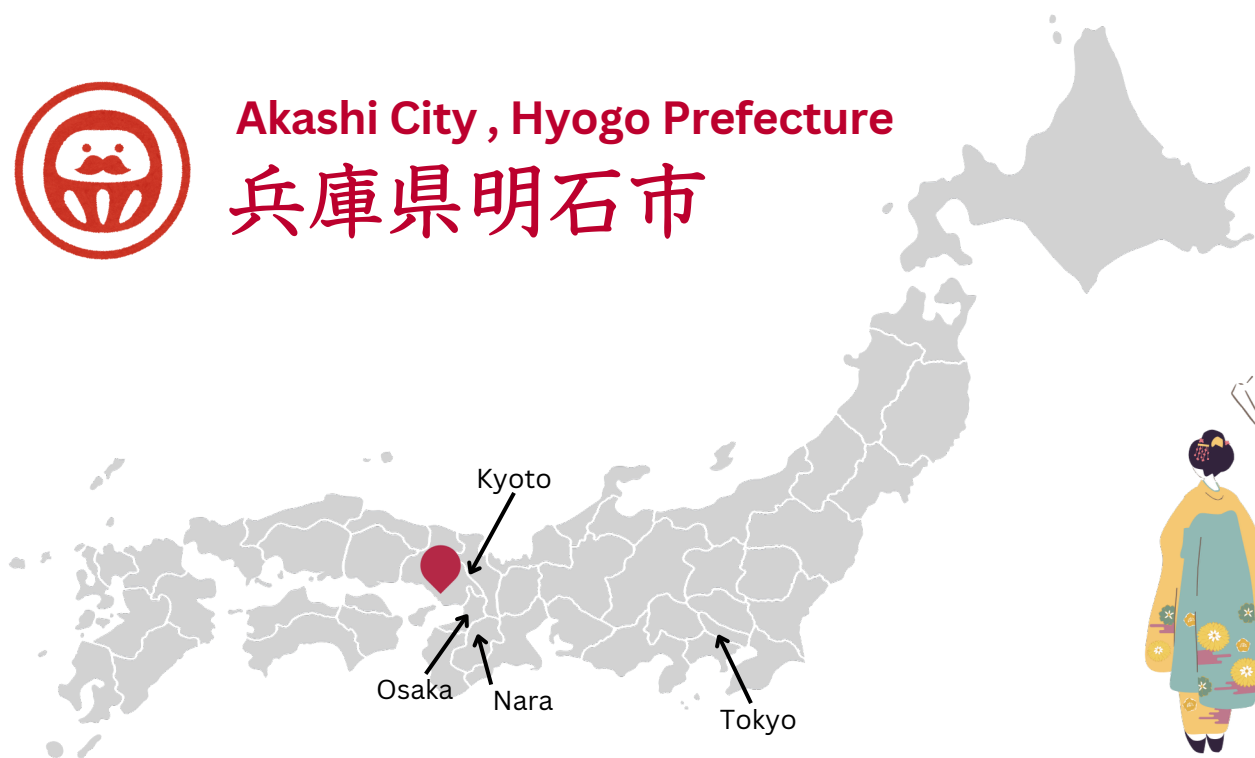 Akashi City , Hyogo Prefecture
兵庫県明石市
Kyoto
Osaka
Nara
Tokyo